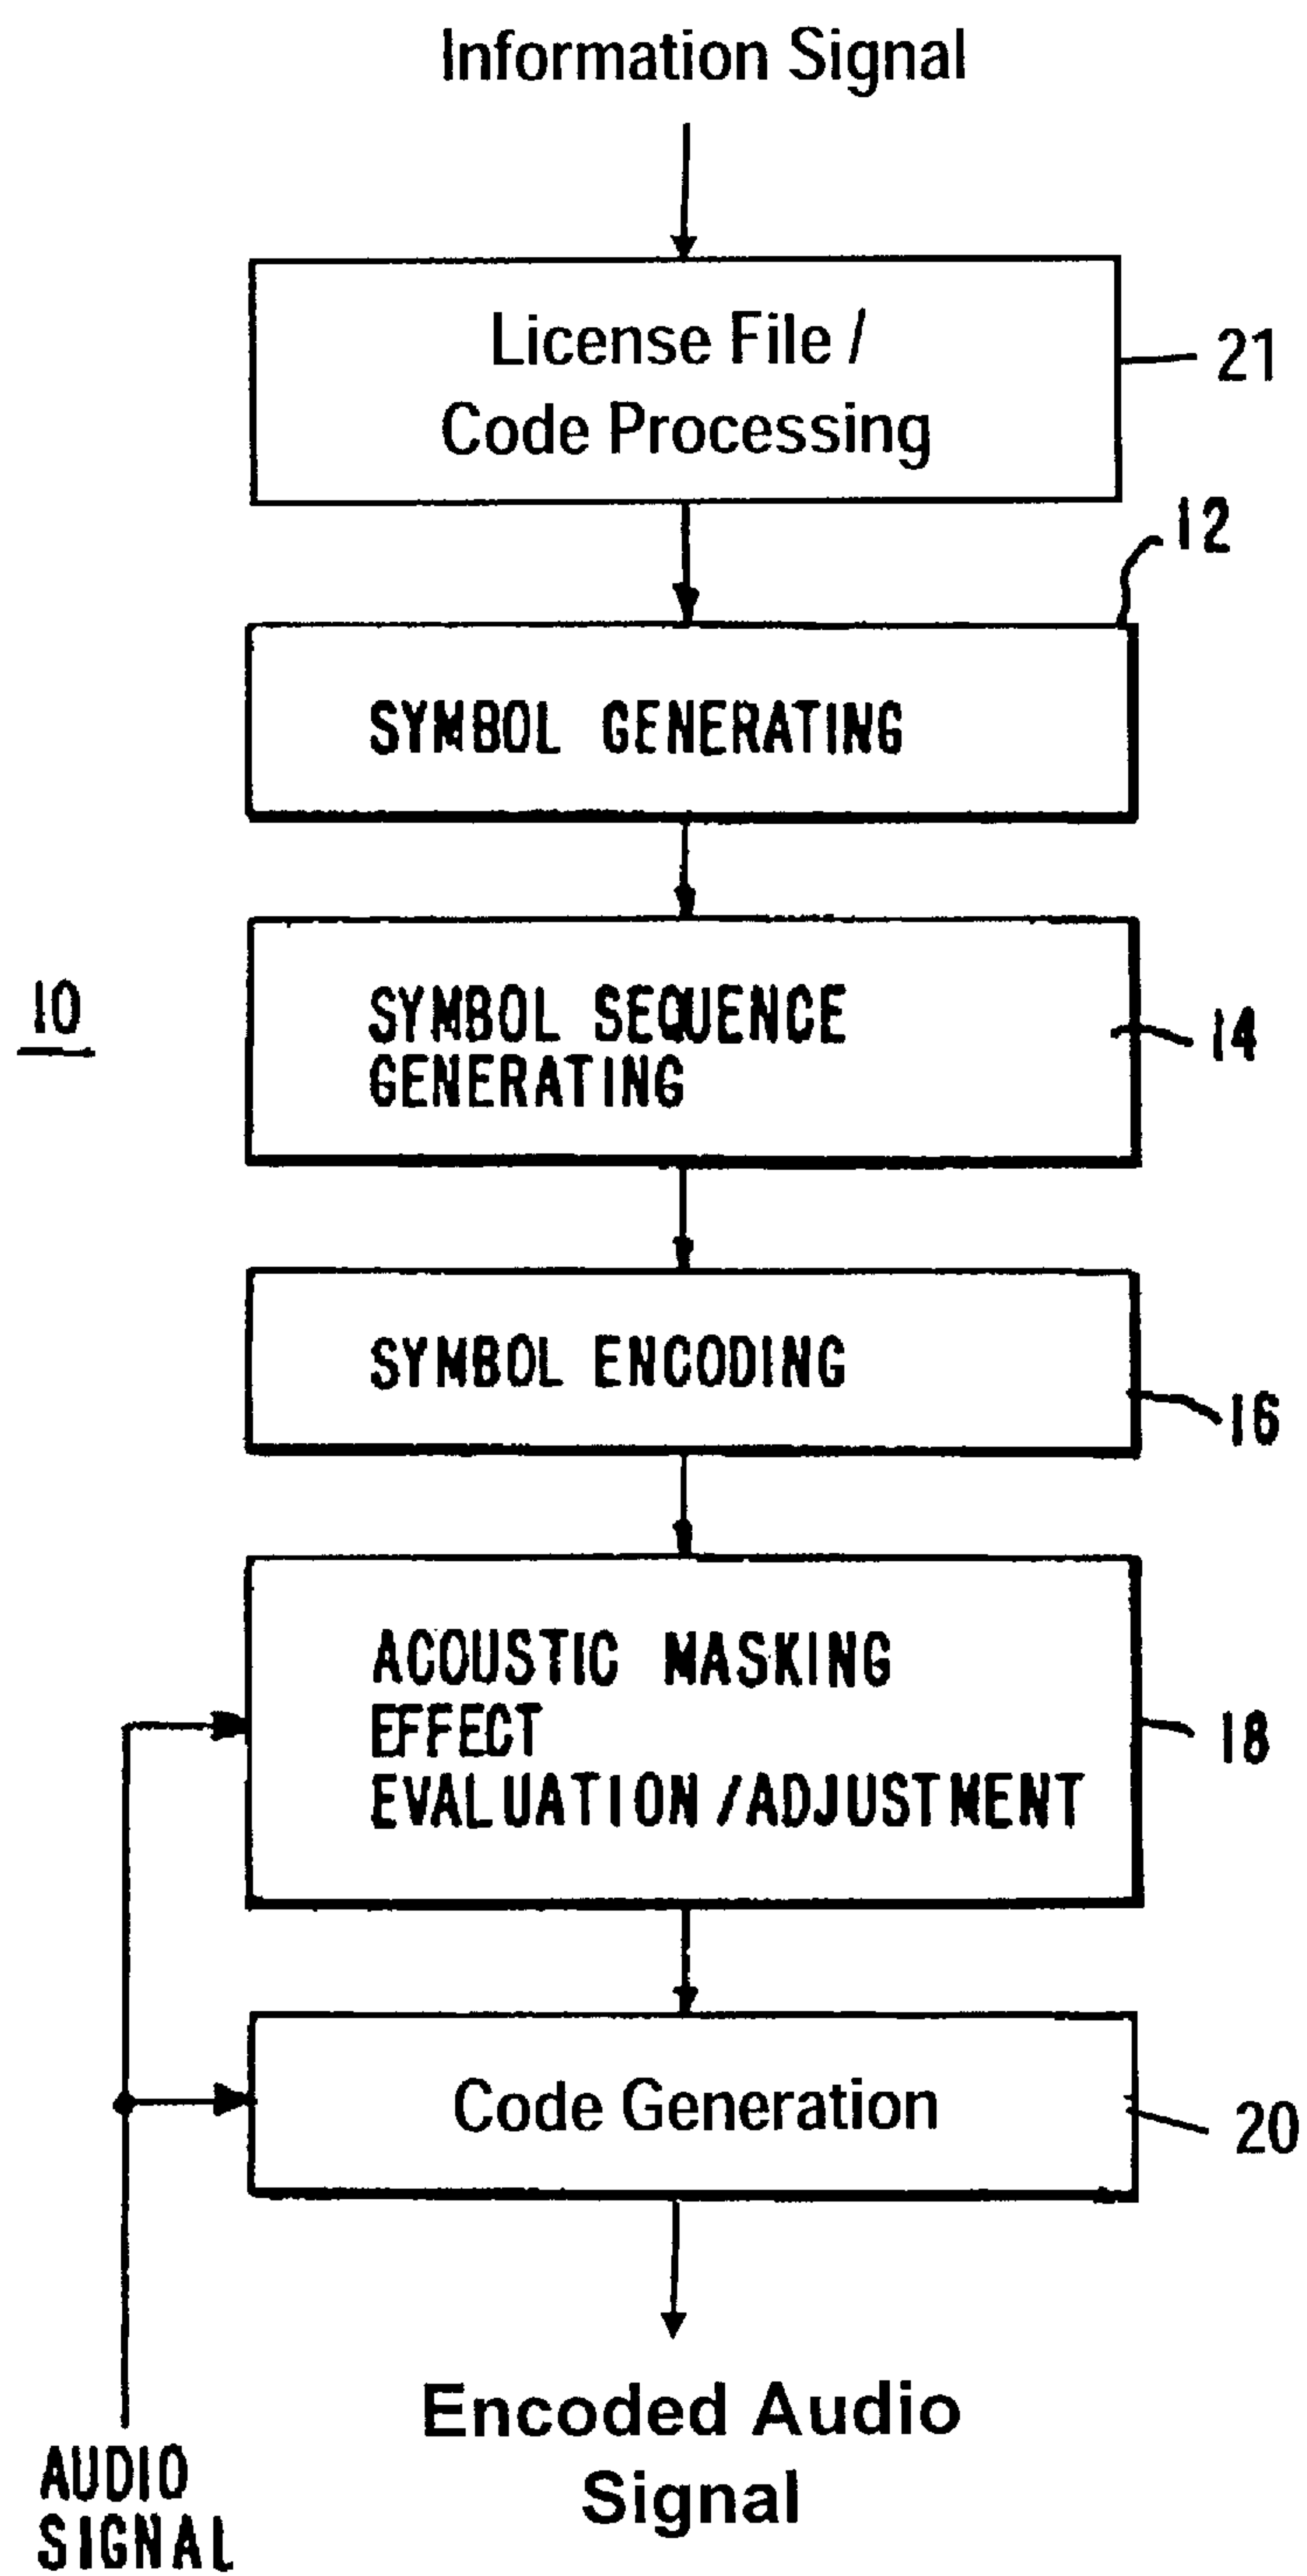 Information Signal
License File /
Code Processing
21
12
SYMBOL GENERATING
10
SYMBOL SEQUENCE
GENERATING
14
SYMBOL ENCODING
16
ACOUSTIC MASKING
EFFECT
EVALUATION /ADJUSTMENT
18
Code Generation
20
Encoded Audio
Signal
AUDIO
SIGNAL